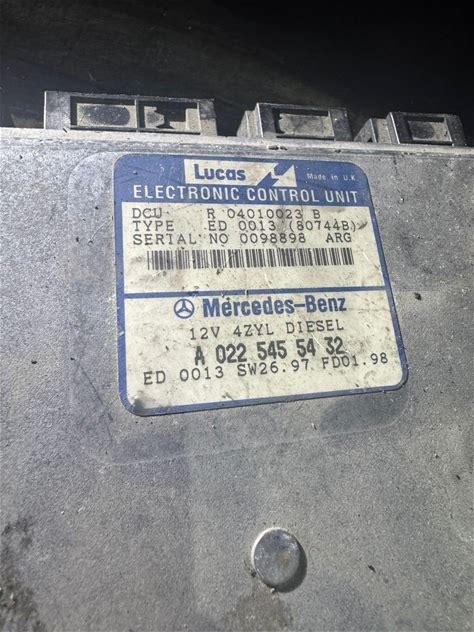 Lucas Made in U.K
ELECTRONIC CONTROL UNIT
DCU R 04010023 B
TYPE ED 0013 (80744B)
SERIAL NO 0098898 ARG
Mercedes-Benz
12V 4ZYL DIESEL
A 022 545 54 32
ED 0013 SW26.97 FD01.98